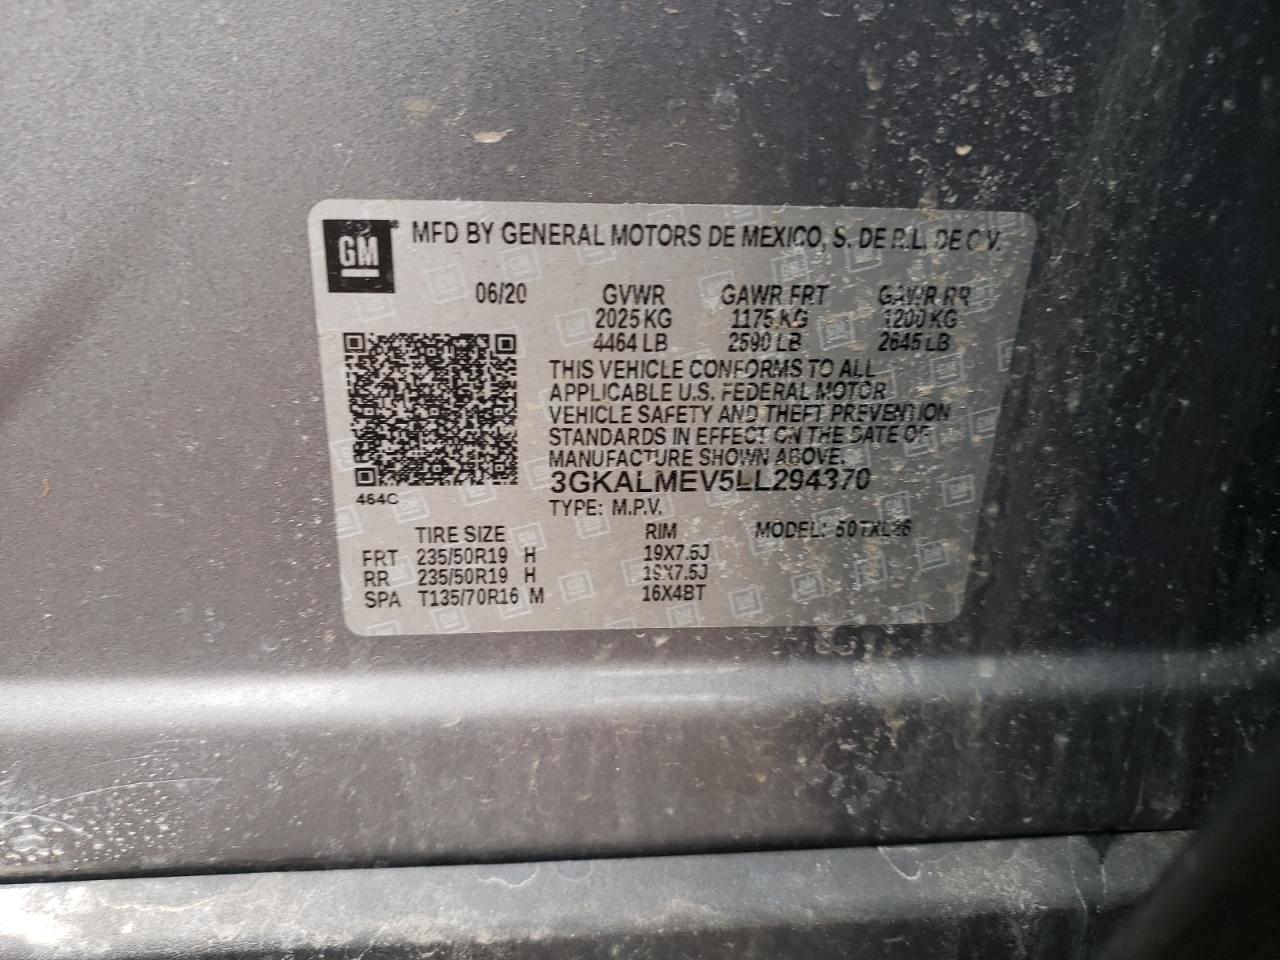 GM
MFD BY GENERAL MOTORS DE MEXICO, S. DE R.L. DE C.V.
06/20 GVWR GAWR FRT GAWR RR
2025 KG 1175 KG 1200 KG
4464 LB 2590 LB 2645 LB
THIS VEHICLE CONFORMS TO ALL
APPLICABLE U.S. FEDERAL MOTOR
VEHICLE SAFETY AND THEFT PREVENTION
STANDARDS IN EFFECT ON THE DATE OF
MANUFACTURE SHOWN ABOVE.
3GKALMEV5LL294370
464C
TYPE: M.P.V.
TIRE SIZE RIM MODEL:
FRT 235/50R19 H 19X7.5J
RR 235/50R19 H 19X7.5J
SPA T135/70R16 M 16X4BT